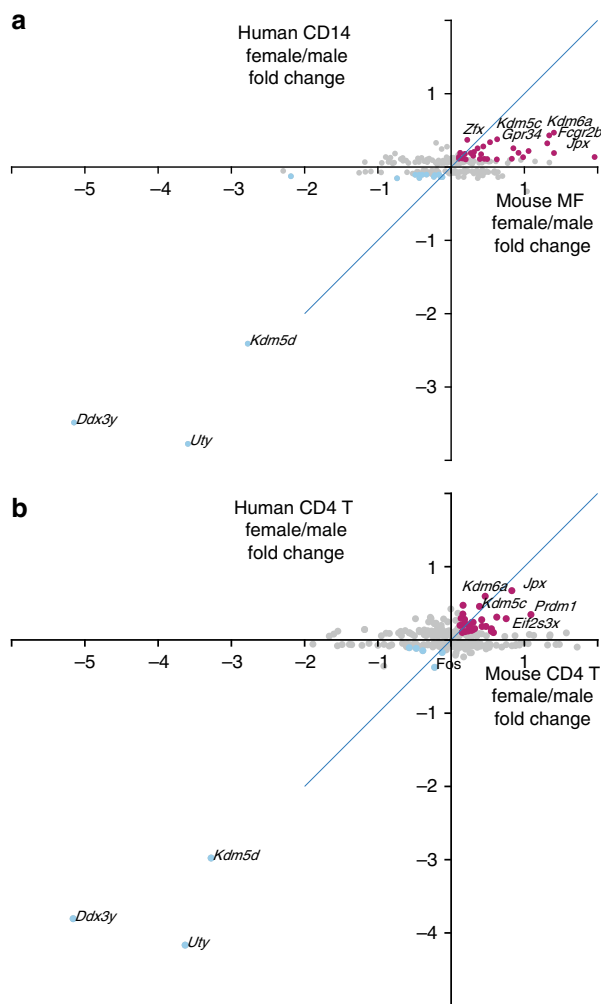 a
Human CD14
female/male
fold change
1
Zfx
Kdm5c
Kdm6a
Gpr34
Fcgr2b
Jpx
–5 –4 –3 –2 –1 0 1
Mouse MF
female/male
fold change
–1
–2
Kdm5d
–3
Ddx3y
Uty
b
Human CD4 T
female/male
fold change
1
Kdm6a
Jpx
Kdm5c
Prdm1
Eif2s3x
–5 –4 –3 –2 –1 0 1
Fos
Mouse CD4 T
female/male
fold change
–1
–2
Kdm5d
–3
Ddx3y
Uty
–4